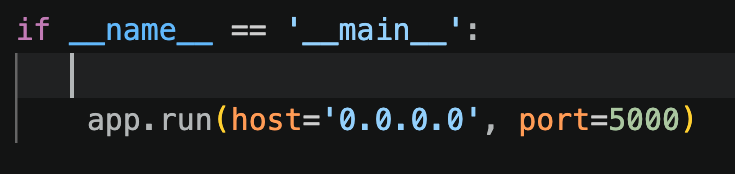 if __name__ == '__main__':
app.run(host='0.0.0.0', port=5000)